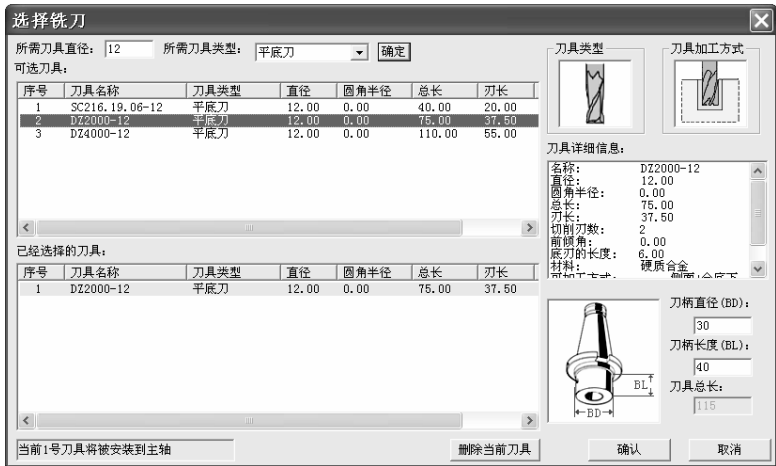 选择铣刀
所需刀具直径： 12 所需刀具类型： 平底刀 确定
可选刀具：
序号 刀具名称 刀具类型 直径 圆角半径 总长 刃长
1 SC216.19.06-12 平底刀 12.00 0.00 40.00 20.00
2 DZ2000-12 平底刀 12.00 0.00 75.00 37.50
3 DZ4000-12 平底刀 12.00 0.00 110.00 55.00
已经选择的刀具：
序号 刀具名称 刀具类型 直径 圆角半径 总长 刃长
1 DZ2000-12 平底刀 12.00 0.00 75.00 37.50
当前1号刀具将被安装到主轴
删除当前刀具
刀具类型
刀具加工方式
刀具详细信息：
名称： DZ2000-12
直径： 12.00
圆角半径： 0.00
总长： 75.00
刃长： 37.50
切削刃数： 2
前倾角： 0.00
底刃的长度： 6.00
材料： 硬质合金
BL
BD
刀柄直径(BD)：
30
刀柄长度(BL)：
40
刀具总长：
115
确认
取消